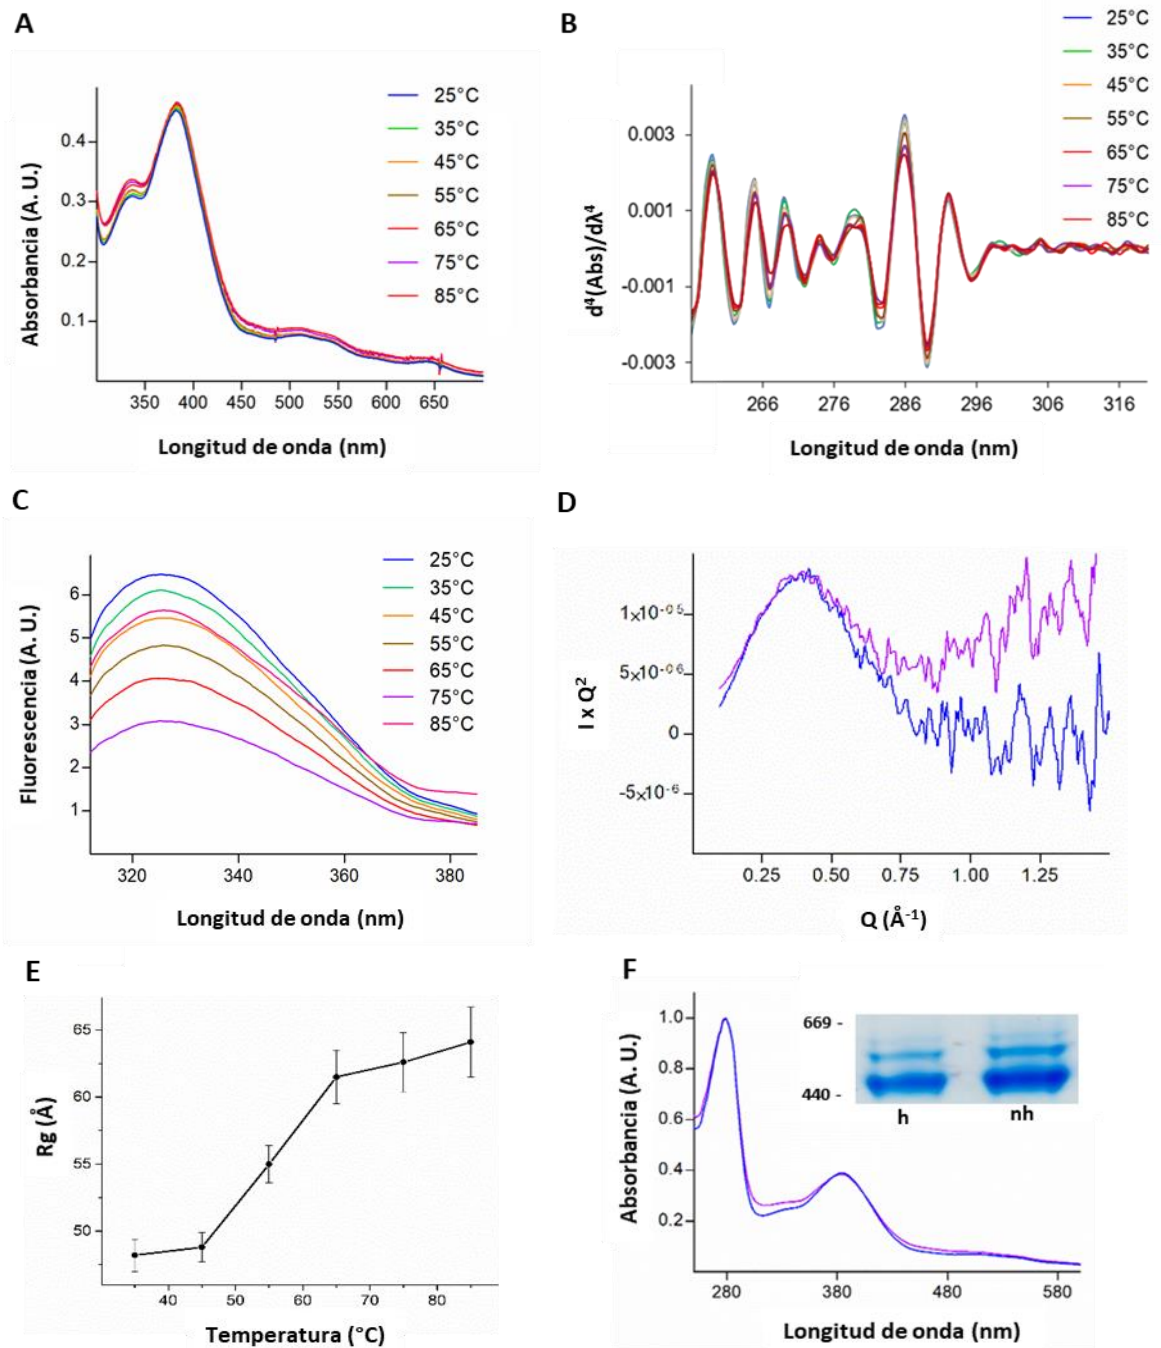 A
25°C
35°C
45°C
55°C
65°C
75°C
85°C
Absorbancia (A. U.)
0.4
0.3
0.2
0.1
350 400 450 500 550 600 650
Longitud de onda (nm)
B
25°C
35°C
45°C
55°C
65°C
75°C
85°C
d⁴(Abs)/dλ⁴
0.003
0.001
-0.001
-0.003
266 276 286 296 306 316
Longitud de onda (nm)
C
25°C
35°C
45°C
55°C
65°C
75°C
85°C
Fluorescencia (A. U.)
6
5
4
3
2
1
320 340 360 380
Longitud de onda (nm)
D
I x Q²
1×10⁻⁰⁵
5×10⁻⁰⁶
0
-5×10⁻⁶
0.25 0.50 0.75 1.00 1.25
Q (Å⁻¹)
E
Rg (Å)
65
60
55
50
40 50 60 70 80
Temperatura (°C)
F
Absorbancia (A. U.)
1.0
0.8
0.6
0.4
0.2
669 -
440 -
h nh
280 380 480 580
Longitud de onda (nm)